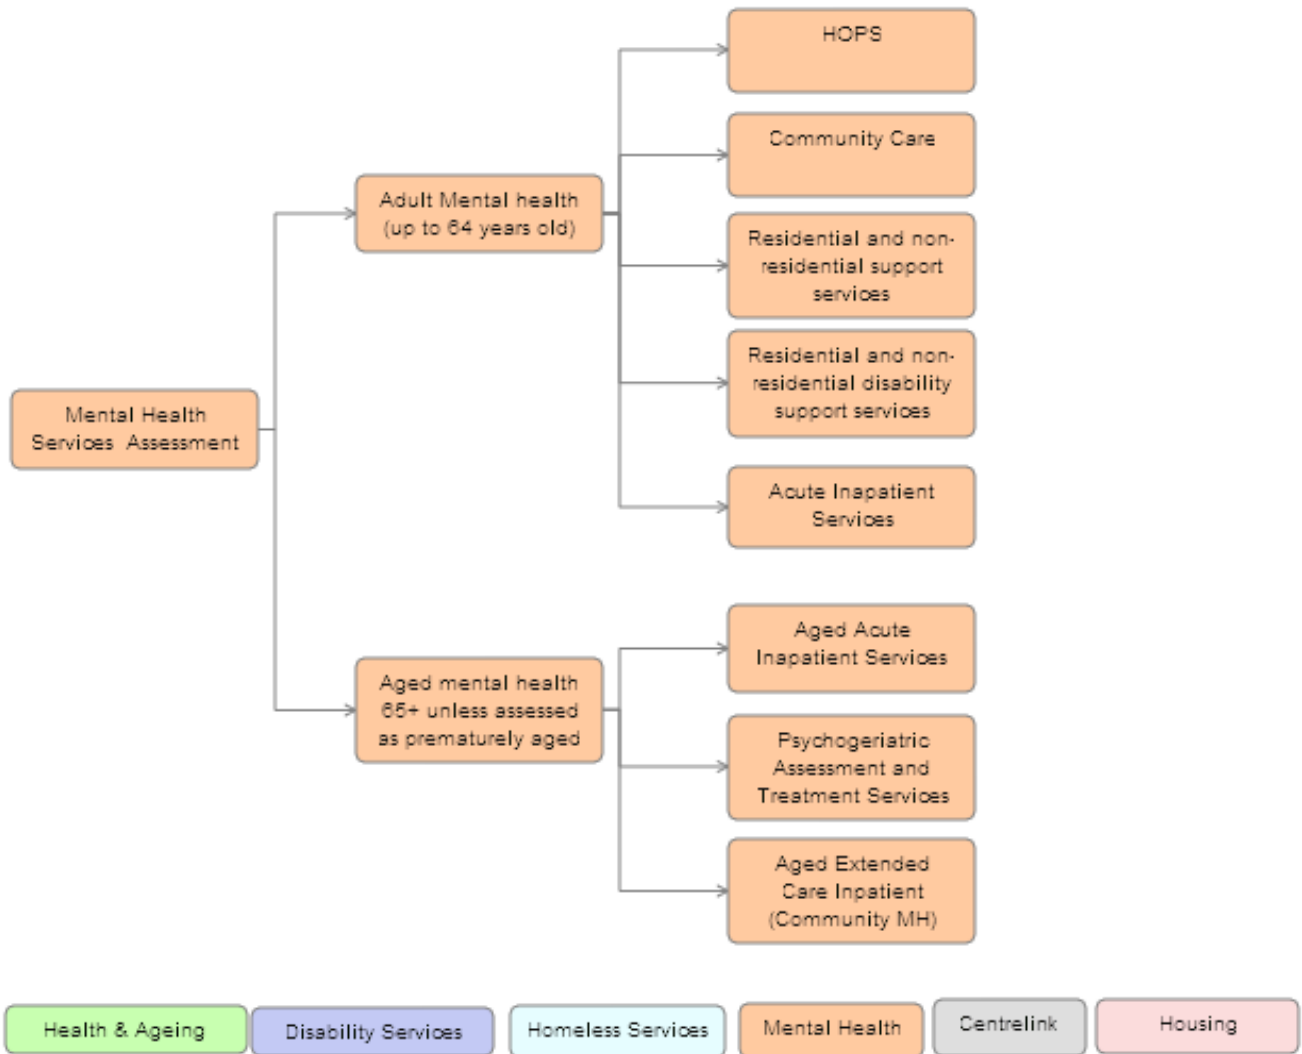 HOPS
Community Care
Adult Mental health
(up to 64 years old)
Residential and non-
residential support
services
Residential and non-
residential disability
support services
Mental Health
Services Assessment
Acute Inapatient
Services
Aged Acute
Inapatient Services
Aged mental health
65+ unless assessed
as prematurely aged
Psychogeriatric
Assessment and
Treatment Services
Aged Extended
Care Inpatient
(Community MH)
Health & Ageing
Disability Services
Homeless Services
Mental Health
Centrelink
Housing